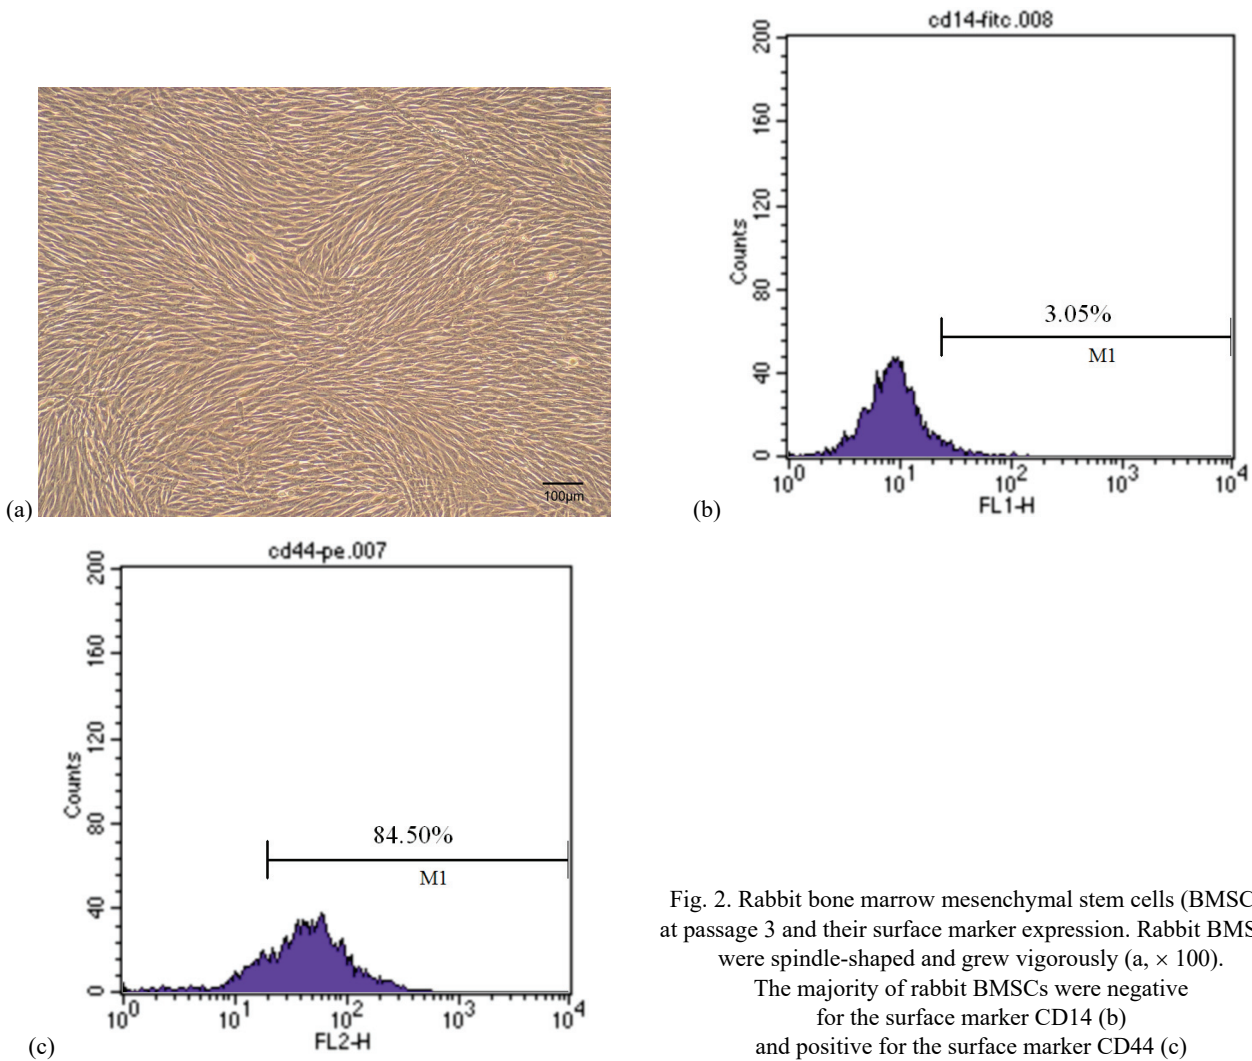 cd14-fitc.008
200
160
120
80
40
0
Counts
3.05%
M1
10^0 10^1 10^2 10^3 10^4
FL1-H
100µm
(a)
(b)
cd44-pe.007
200
160
120
80
40
0
Counts
84.50%
M1
10^0 10^1 10^2 10^3 10^4
FL2-H
(c)
Fig. 2. Rabbit bone marrow mesenchymal stem cells (BMSC
at passage 3 and their surface marker expression. Rabbit BMS
were spindle-shaped and grew vigorously (a, × 100).
The majority of rabbit BMSCs were negative
for the surface marker CD14 (b)
and positive for the surface marker CD44 (c)